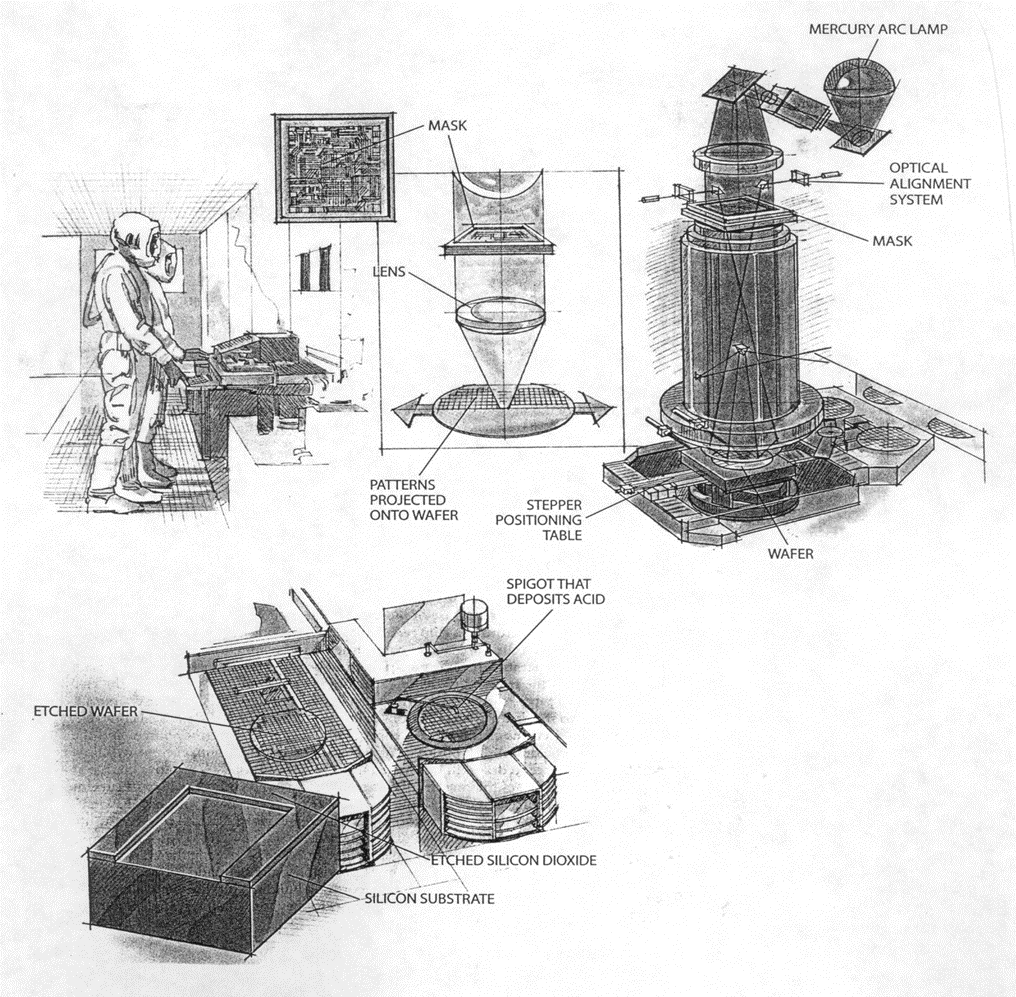 MERCURY ARC LAMP
MASK
OPTICAL
ALIGNMENT
SYSTEM
MASK
LENS
PATTERNS
PROJECTED
ONTO WAFER
STEPPER
POSITIONING
TABLE
WAFER
SPIGOT THAT
DEPOSITS ACID
ETCHED WAFER
ETCHED SILICON DIOXIDE
SILICON SUBSTRATE